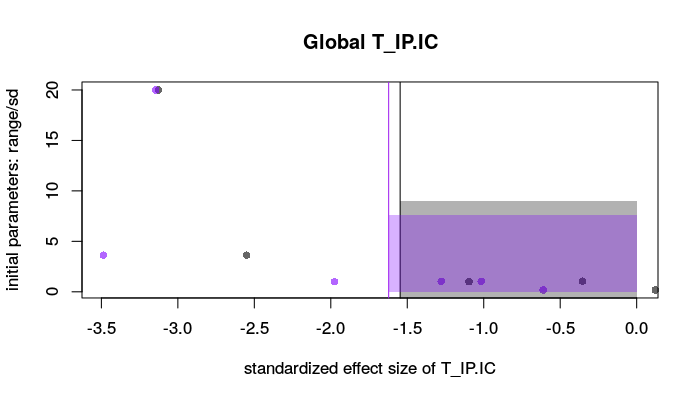 Global T_IP.IC
initial parameters: range/sd
20
15
10
5
0
-3.5 -3.0 -2.5 -2.0 -1.5 -1.0 -0.5 0.0
standardized effect size of T_IP.IC